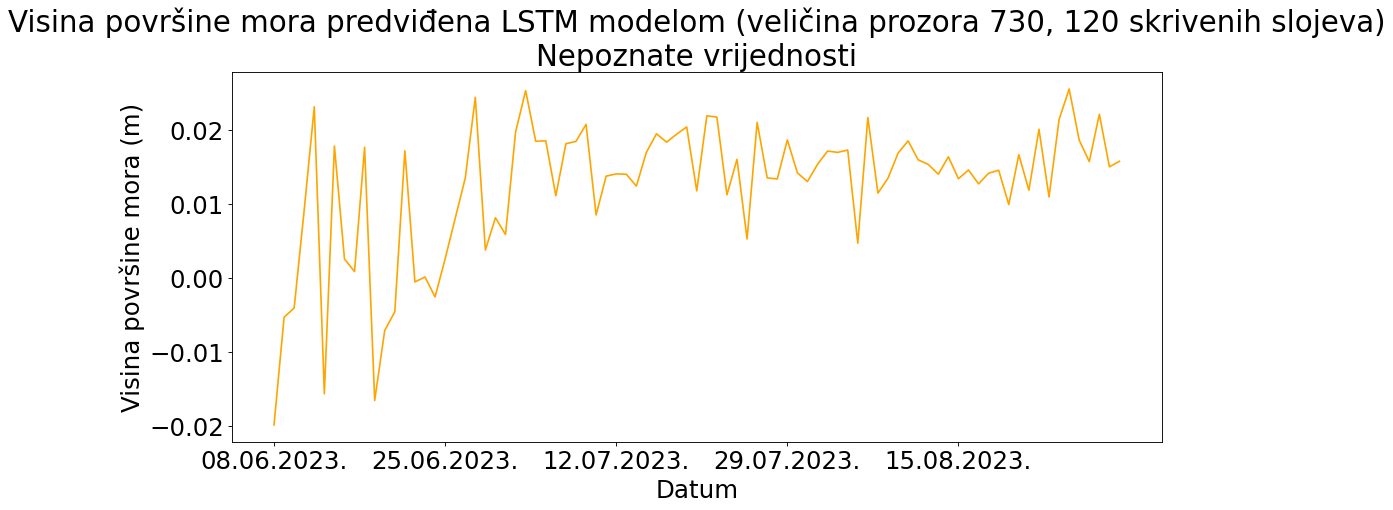 Visina površine mora predviđena LSTM modelom (veličina prozora 730, 120 skrivenih slojeva)
Nepoznate vrijednosti
Visina površine mora (m)
0.02
0.01
0.00
−0.01
−0.02
08.06.2023. 25.06.2023. 12.07.2023. 29.07.2023. 15.08.2023.
Datum